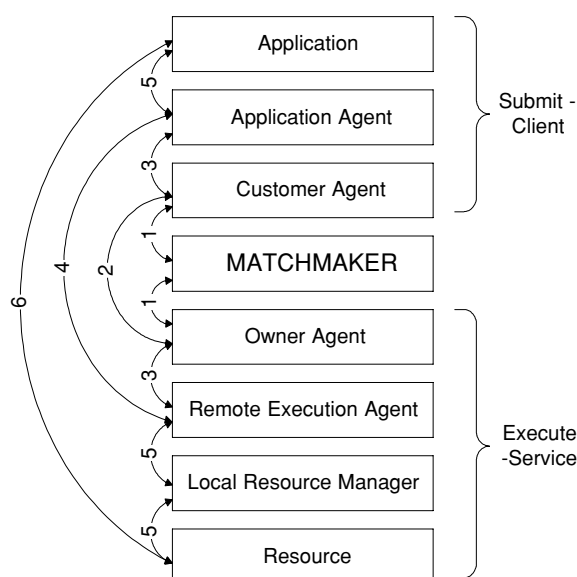 Application
5
Submit -
Client
Application Agent
3
Customer Agent
1
4
2
MATCHMAKER
6
1
Owner Agent
3
Remote Execution Agent
Execute
-Service
5
Local Resource Manager
5
Resource